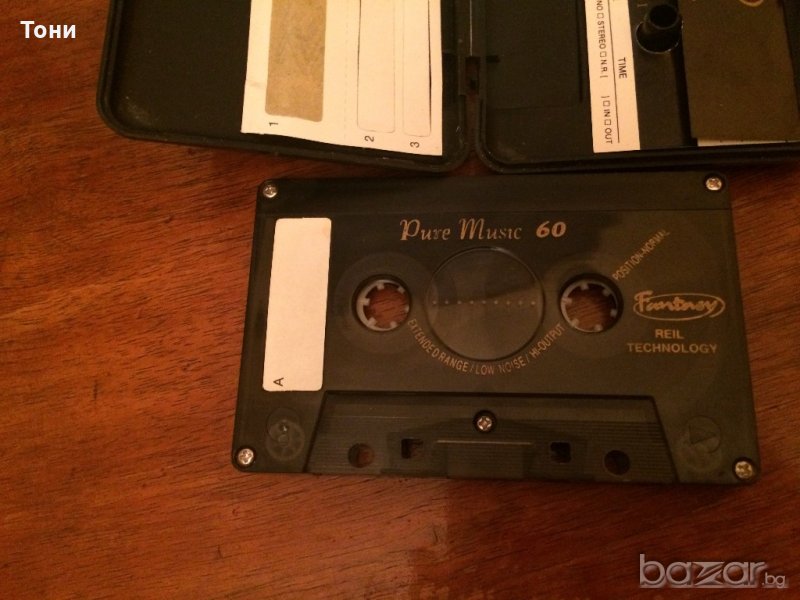 Тони
1
2
3
NO □ STEREO □ N.R. [ ] □ IN □ OUT
TIME
Pure Music 60
POSITION-NORMAL
Fantasy
REIL
TECHNOLOGY
EXTENDED RANGE / LOW NOISE / HI-OUTPUT
A
bazar.bg